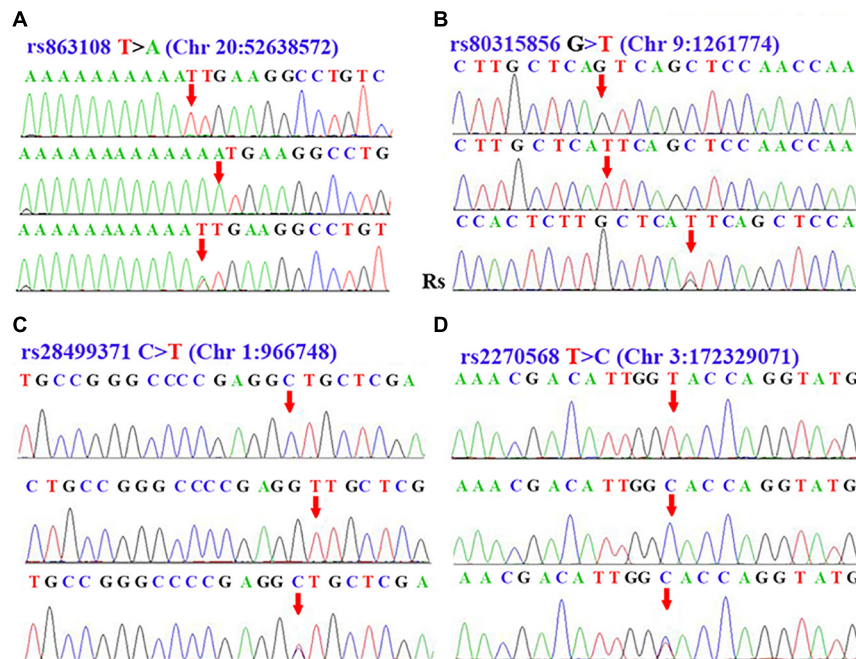 A
rs863108 T>A (Chr 20:52638572)
A A A A A A A A A A T T G A A G G C C T G T C
A A A A A A A A A A A A A T G A A G G C C T G
A A A A A A A A A A A T T G A A G G C C T G T
B
rs80315856 G>T (Chr 9:1261774)
C T T G C T C A G T C A G C T C C A A C C A A
C T T G C T C A T T C A G C T C C A A C C A A
C C A C T C T T G C T C A T T C A G C T C C A
Rs
C
rs28499371 C>T (Chr 1:966748)
T G C C G G G C C C C G A G G C T G C T C G A
C T G C C G G G C C C C G A G G T T G C T C G
T G C C G G G C C C C G A G G C T G C T C G A
D
rs2270568 T>C (Chr 3:172329071)
A A A C G A C A T T G G T A C C A G G T A T G
A A A C G A C A T T G G C A C C A G G T A T G
A A C G A C A T T G G C A C C A G G T A T G